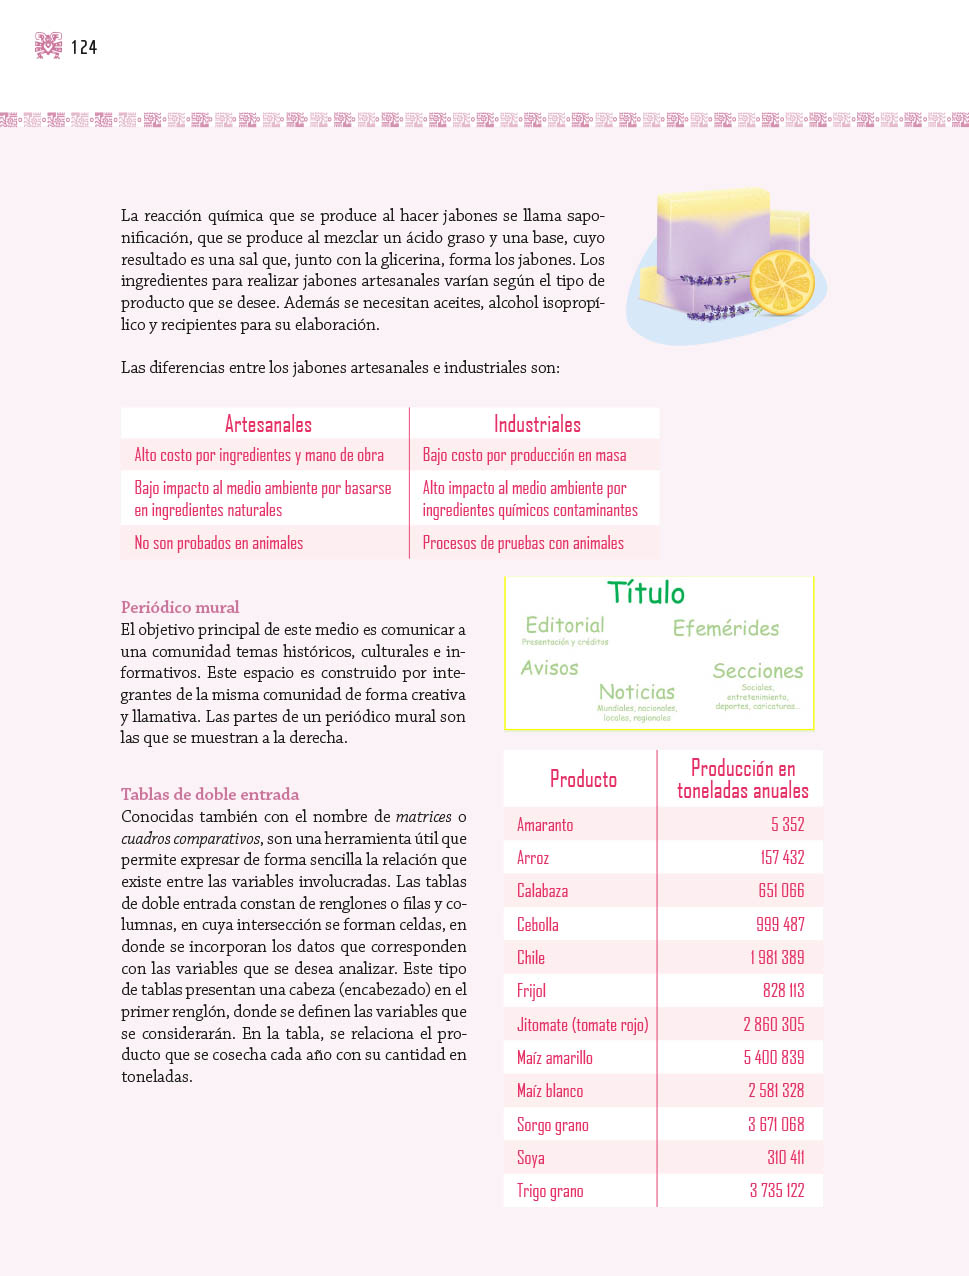 124
La reacción química que se produce al hacer jabones se llama sapo-
nificación, que se produce al mezclar un ácido graso y una base, cuyo
resultado es una sal que, junto con la glicerina, forma los jabones. Los
ingredientes para realizar jabones artesanales varían según el tipo de
producto que se desee. Además se necesitan aceites, alcohol isopropí-
lico y recipientes para su elaboración.
Las diferencias entre los jabones artesanales e industriales son:
Artesanales Industriales
Alto costo por ingredientes y mano de obra Bajo costo por producción en masa
Bajo impacto al medio ambiente por basarse Alto impacto al medio ambiente por
en ingredientes naturales ingredientes químicos contaminantes
No son probados en animales Procesos de pruebas con animales
Periódico mural
El objetivo principal de este medio es comunicar a
una comunidad temas históricos, culturales e in-
formativos. Este espacio es construido por inte-
grantes de la misma comunidad de forma creativa
y llamativa. Las partes de un periódico mural son
las que se muestran a la derecha.
Título
Editorial
Presentación y créditos
Efemérides
Avisos
Secciones
Sociales,
entretenimiento,
deportes, caricaturas...
Noticias
Mundiales, nacionales,
locales, regionales
Tablas de doble entrada
Conocidas también con el nombre de matrices o
cuadros comparativos, son una herramienta útil que
permite expresar de forma sencilla la relación que
existe entre las variables involucradas. Las tablas
de doble entrada constan de renglones o filas y co-
lumnas, en cuya intersección se forman celdas, en
donde se incorporan los datos que corresponden
con las variables que se desea analizar. Este tipo
de tablas presentan una cabeza (encabezado) en el
primer renglón, donde se definen las variables que
se considerarán. En la tabla, se relaciona el pro-
ducto que se cosecha cada año con su cantidad en
toneladas.
Producto Producción en
toneladas anuales
Amaranto 5 352
Arroz 157 432
Calabaza 651 066
Cebolla 999 487
Chile 1 981 389
Frijol 828 113
Jitomate (tomate rojo) 2 860 305
Maíz amarillo 5 400 839
Maíz blanco 2 581 328
Sorgo grano 3 671 068
Soya 310 411
Trigo grano 3 735 122